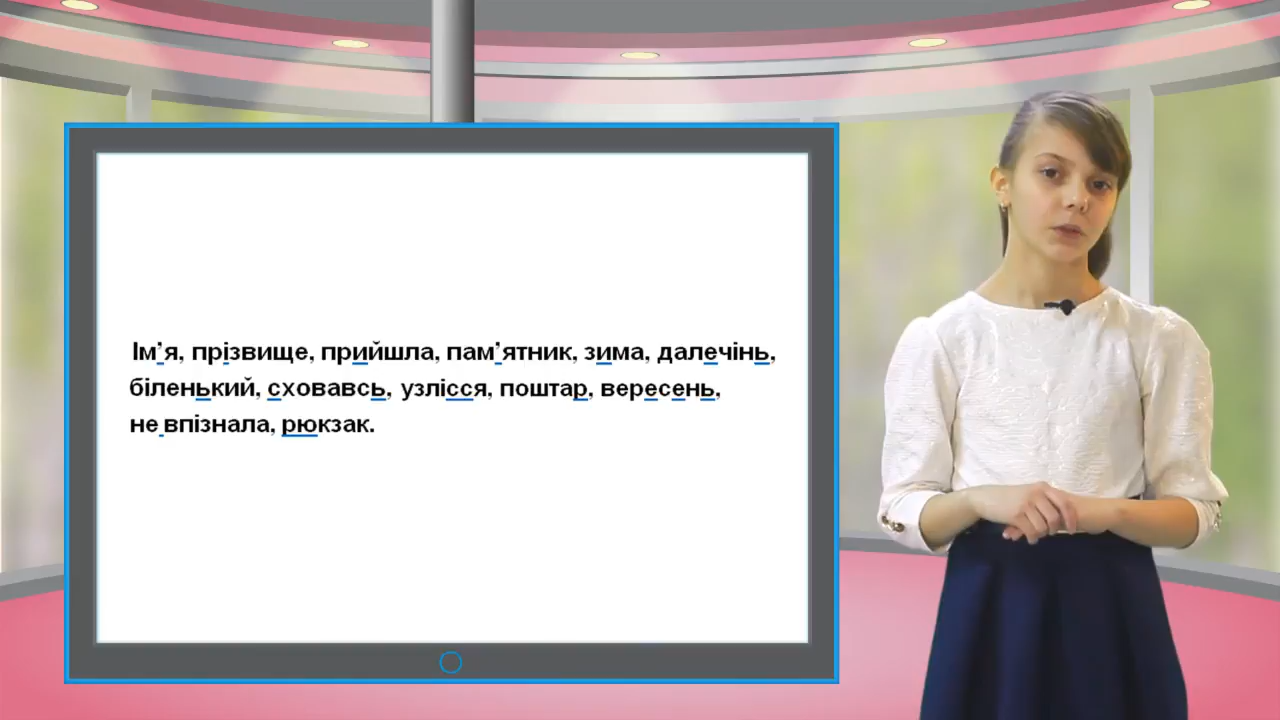 Ім’я, прізвище, прийшла, пам’ятник, зима, далечінь,
біленький, сховавсь, узлісся, поштар, вересень,
не впізнала, рюкзак.